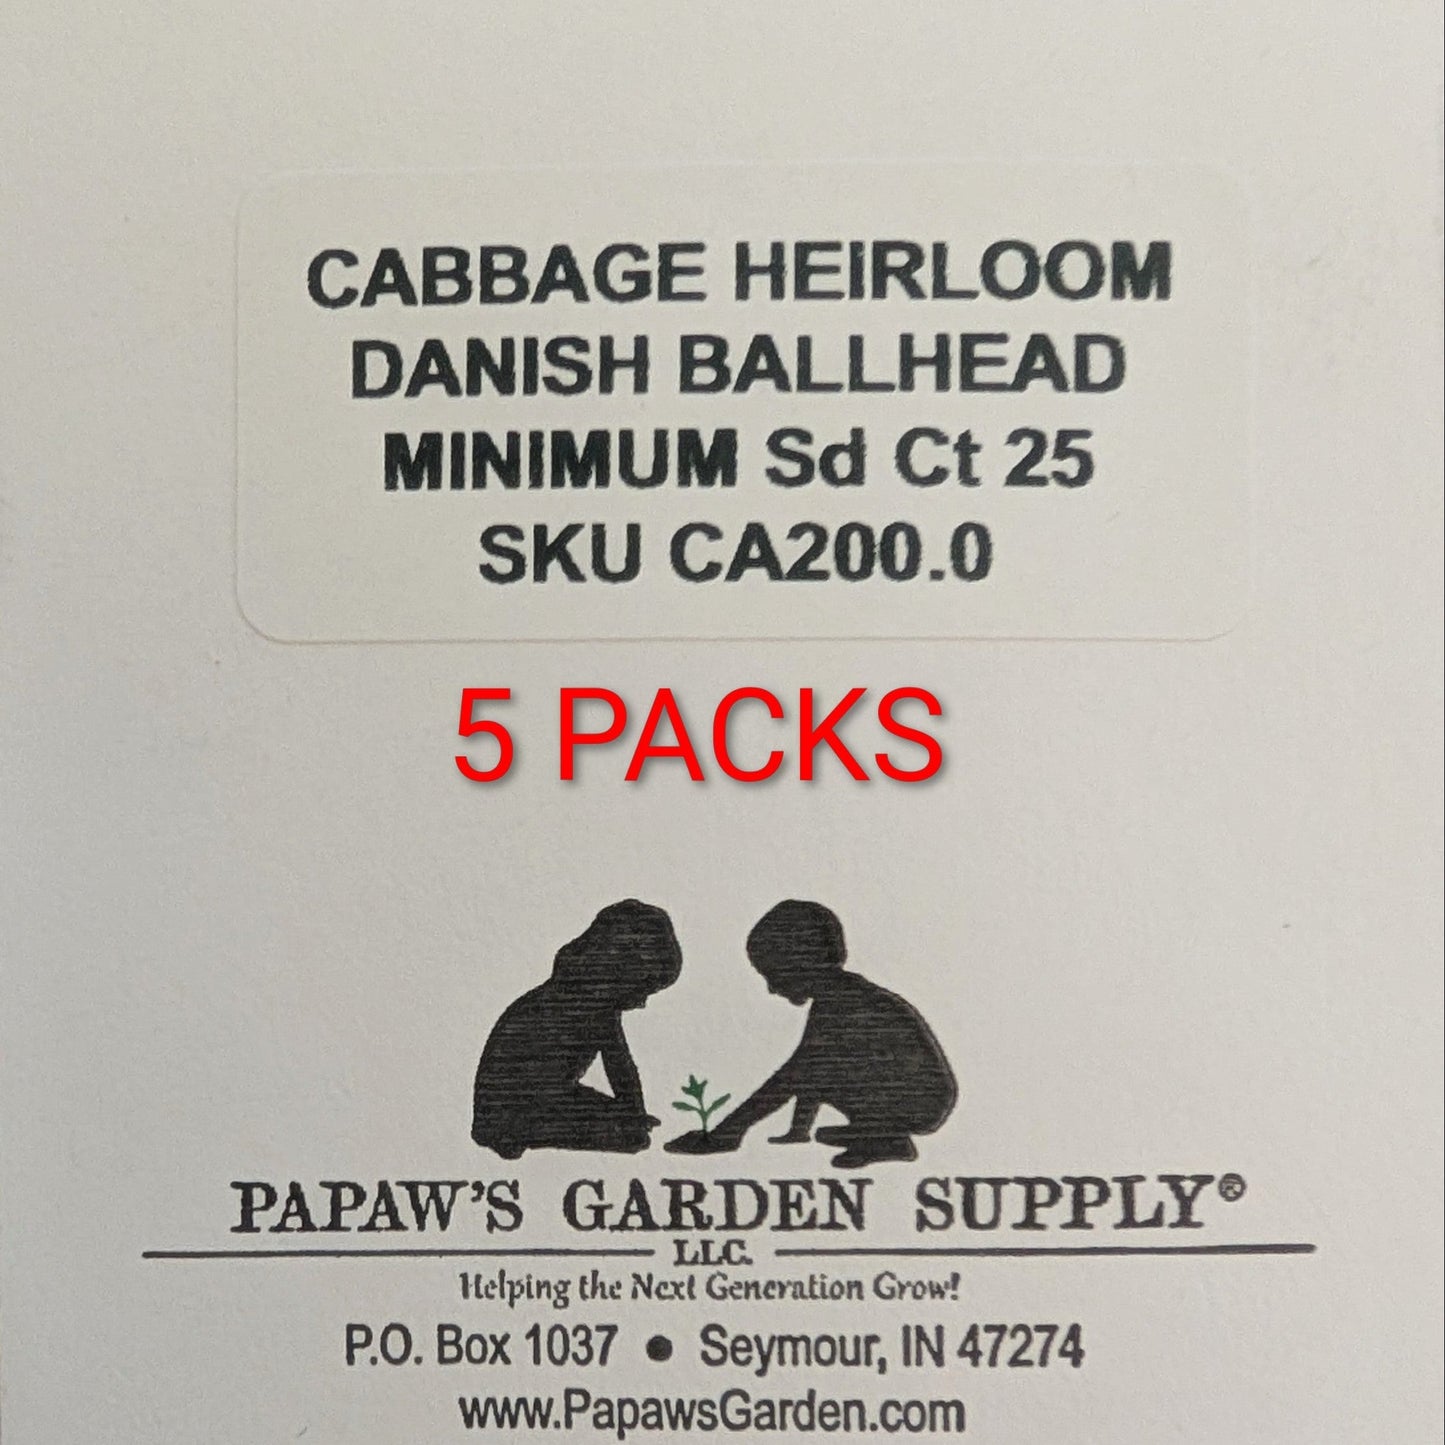 CABBAGE HEIRLOOM
DANISH BALLHEAD
MINIMUM Sd Ct 25
SKU CA200.0
5 PACKS
PAPAW'S GARDEN SUPPLY®
LLC.
Helping the Next Generation Grow!
P.O. Box 1037 ● Seymour, IN 47274
www.PapawsGarden.com